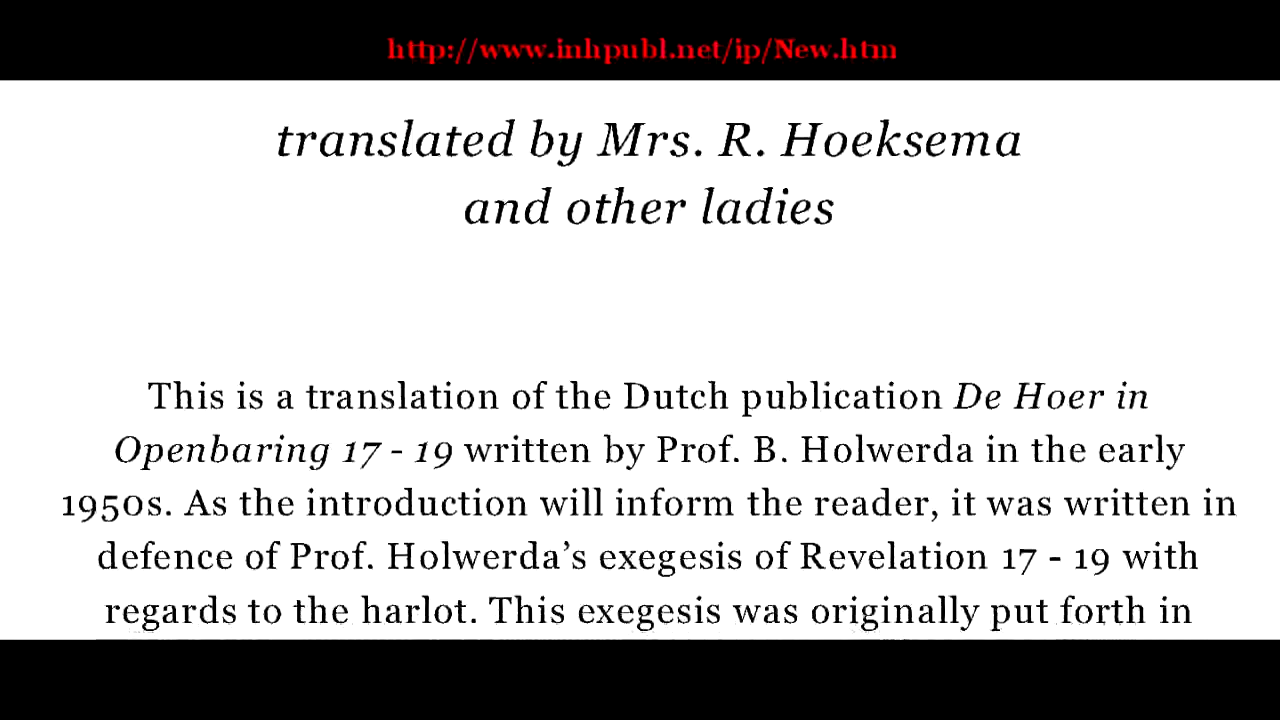 http://www.inhpubl.net/ip/New.htm
translated by Mrs. R. Hoeksema
and other ladies
This is a translation of the Dutch publication De Hoer in
Openbaring 17 - 19 written by Prof. B. Holwerda in the early
1950s. As the introduction will inform the reader, it was written in
defence of Prof. Holwerda’s exegesis of Revelation 17 - 19 with
regards to the harlot. This exegesis was originally put forth in